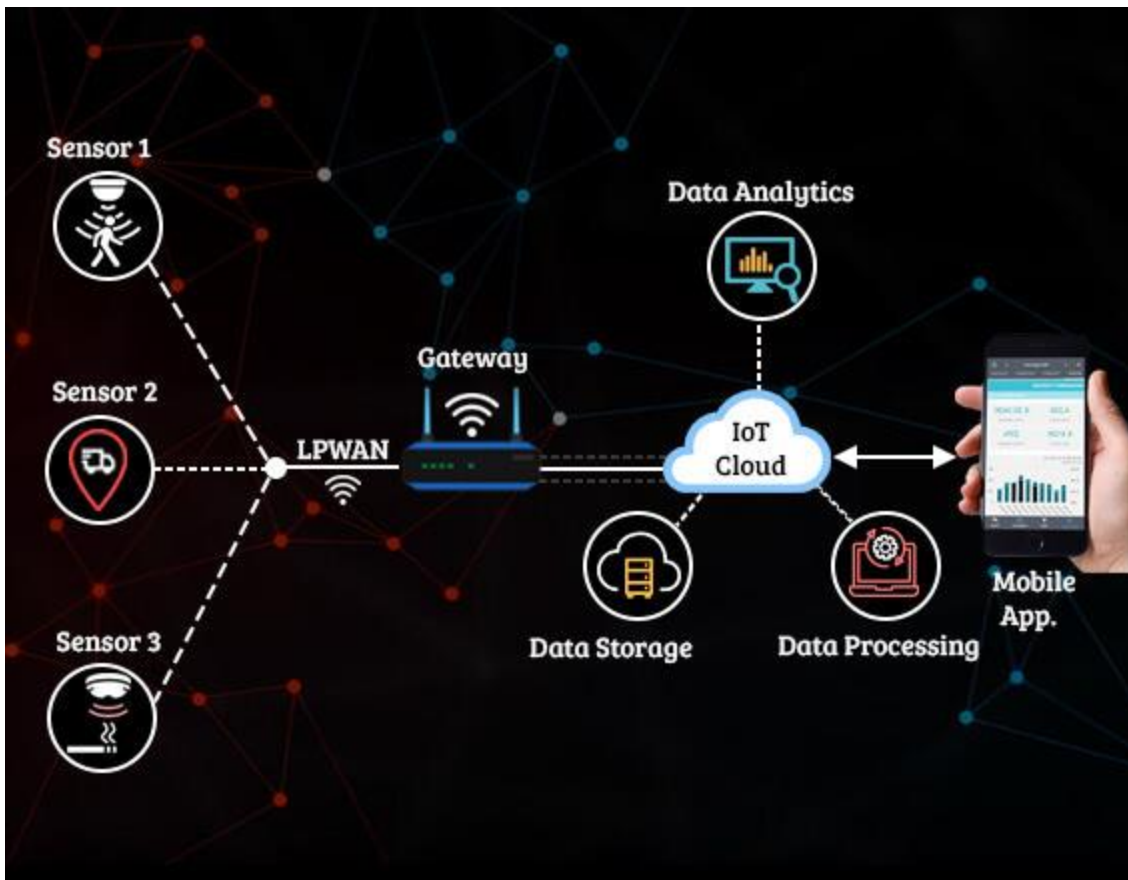 Sensor 1
Data Analytics
Gateway
Sensor 2
LPWAN
IoT
Cloud
Sensor 3
Data Storage
Data Processing
Mobile
App.